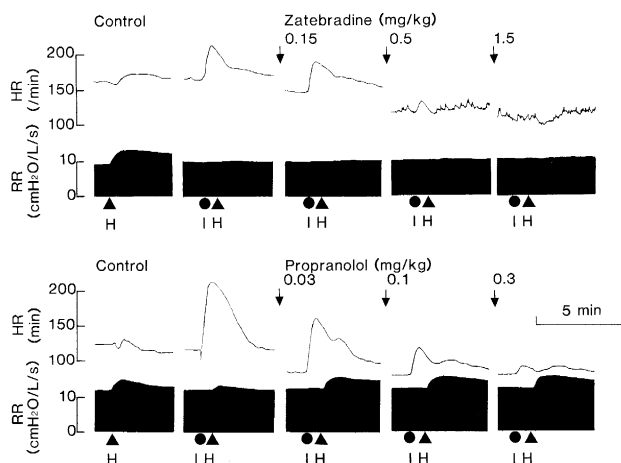 Control
Zatebradine (mg/kg)
0.15
0.5
1.5
HR
(/min)
200
150
100
RR
(cmH2O/L/s)
10
0
H
I H
I H
I H
I H
Control
Propranolol (mg/kg)
0.03
0.1
0.3
5 min
HR
(min)
200
150
100
RR
(cmH2O/L/s)
10
0
H
I H
I H
I H
I H